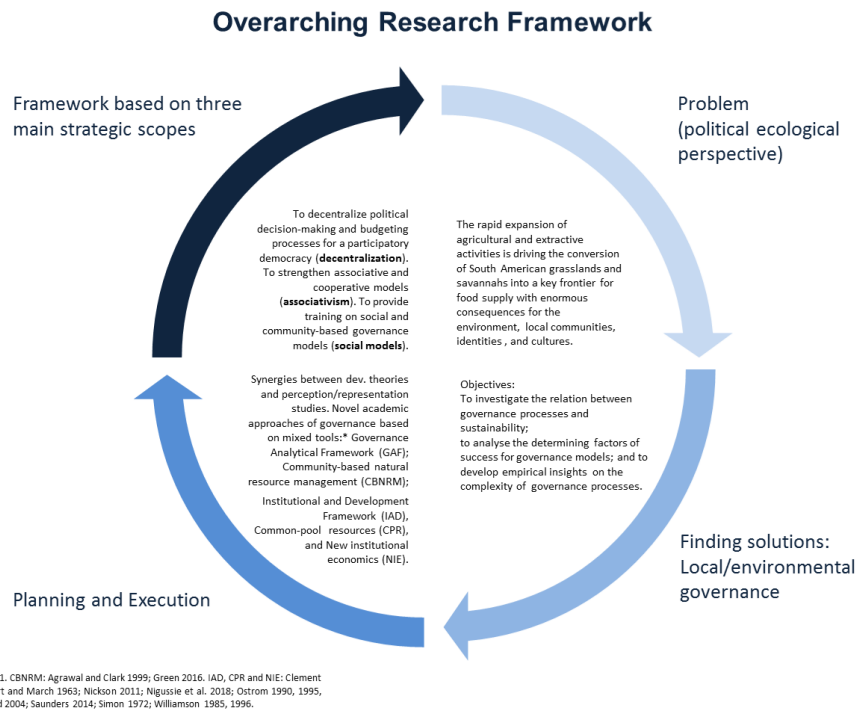 Overarching Research Framework
Framework based on three
main strategic scopes
Problem
(political ecological
perspective)
To decentralize political
decision-making and budgeting
processes for a participatory
democracy (decentralization).
To strengthen associative and
cooperative models
(associativism). To provide
training on social and
community-based governance
models (social models).
The rapid expansion of
agricultural and extractive
activities is driving the conversion
of South American grasslands and
savannahs into a key frontier for
food supply with enormous
consequences for the
environment, local communities,
identities , and cultures.
Synergies between dev. theories
and perception/representation
studies. Novel academic
approaches of governance based
on mixed tools:* Governance
Analytical Framework (GAF);
Community-based natural
resource management (CBNRM);
Institutional and Development
Framework (IAD),
Common-pool resources (CPR),
and New institutional
economics (NIE).
Objectives:
To investigate the relation between
governance processes and
sustainability;
to analyse the determining factors of
success for governance models; and to
develop empirical insights on the
complexity of governance processes.
Planning and Execution
Finding solutions:
Local/environmental
governance
1. CBNRM: Agrawal and Clark 1999; Green 2016. IAD, CPR and NIE: Clement
rt and March 1963; Nickson 2011; Nigussie et al. 2018; Ostrom 1990, 1995,
d 2004; Saunders 2014; Simon 1972; Williamson 1985, 1996.